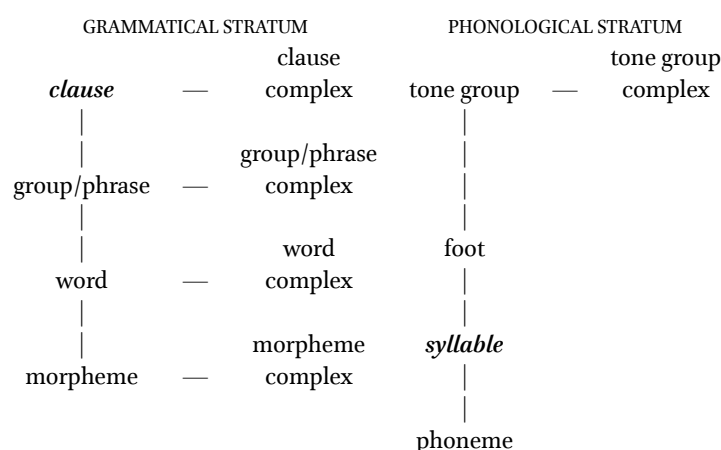 GRAMMATICAL STRATUM PHONOLOGICAL STRATUM
clause tone group
clause — complex tone group — complex
group/phrase
group/phrase — complex
word foot
word — complex
morpheme syllable
morpheme — complex
phoneme